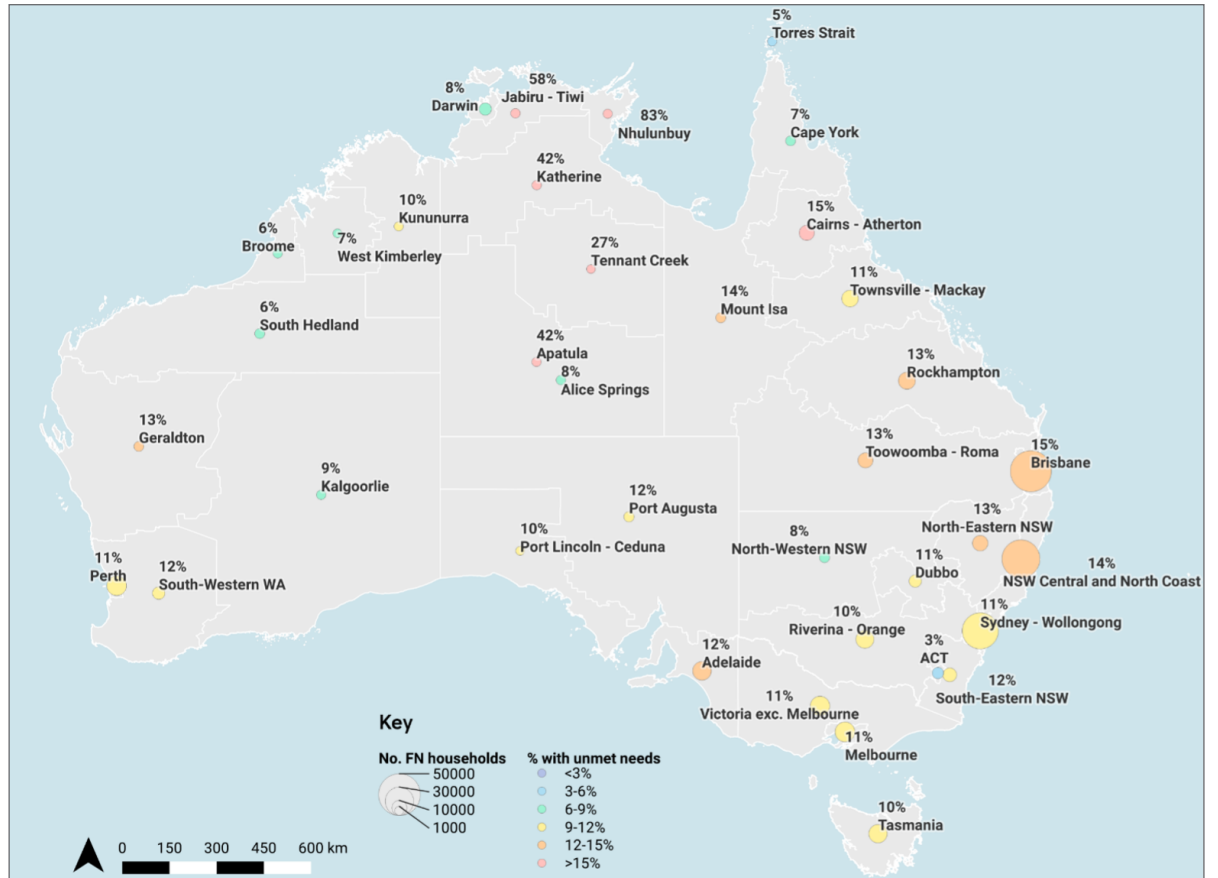 5%
Torres Strait
58%
Jabiru - Tiwi
8%
Darwin
83%
Nhulunbuy
7%
Cape York
42%
Katherine
10%
Kununurra
15%
Cairns - Atherton
6%
Broome
7%
West Kimberley
27%
Tennant Creek
11%
Townsville - Mackay
14%
Mount Isa
6%
South Hedland
42%
Apatula
8%
Alice Springs
13%
Rockhampton
13%
Geraldton
13%
Toowoomba - Roma
15%
Brisbane
9%
Kalgoorlie
12%
Port Augusta
13%
North-Eastern NSW
10%
Port Lincoln - Ceduna
8%
North-Western NSW
11%
Dubbo
14%
NSW Central and North Coast
11%
Perth
12%
South-Western WA
11%
Sydney - Wollongong
10%
Riverina - Orange
3%
ACT
12%
Adelaide
12%
South-Eastern NSW
11%
Victoria exc. Melbourne
11%
Melbourne
10%
Tasmania
Key
No. FN households
50000
30000
10000
1000
% with unmet needs
<3%
3-6%
6-9%
9-12%
12-15%
>15%
0 150 300 450 600 km